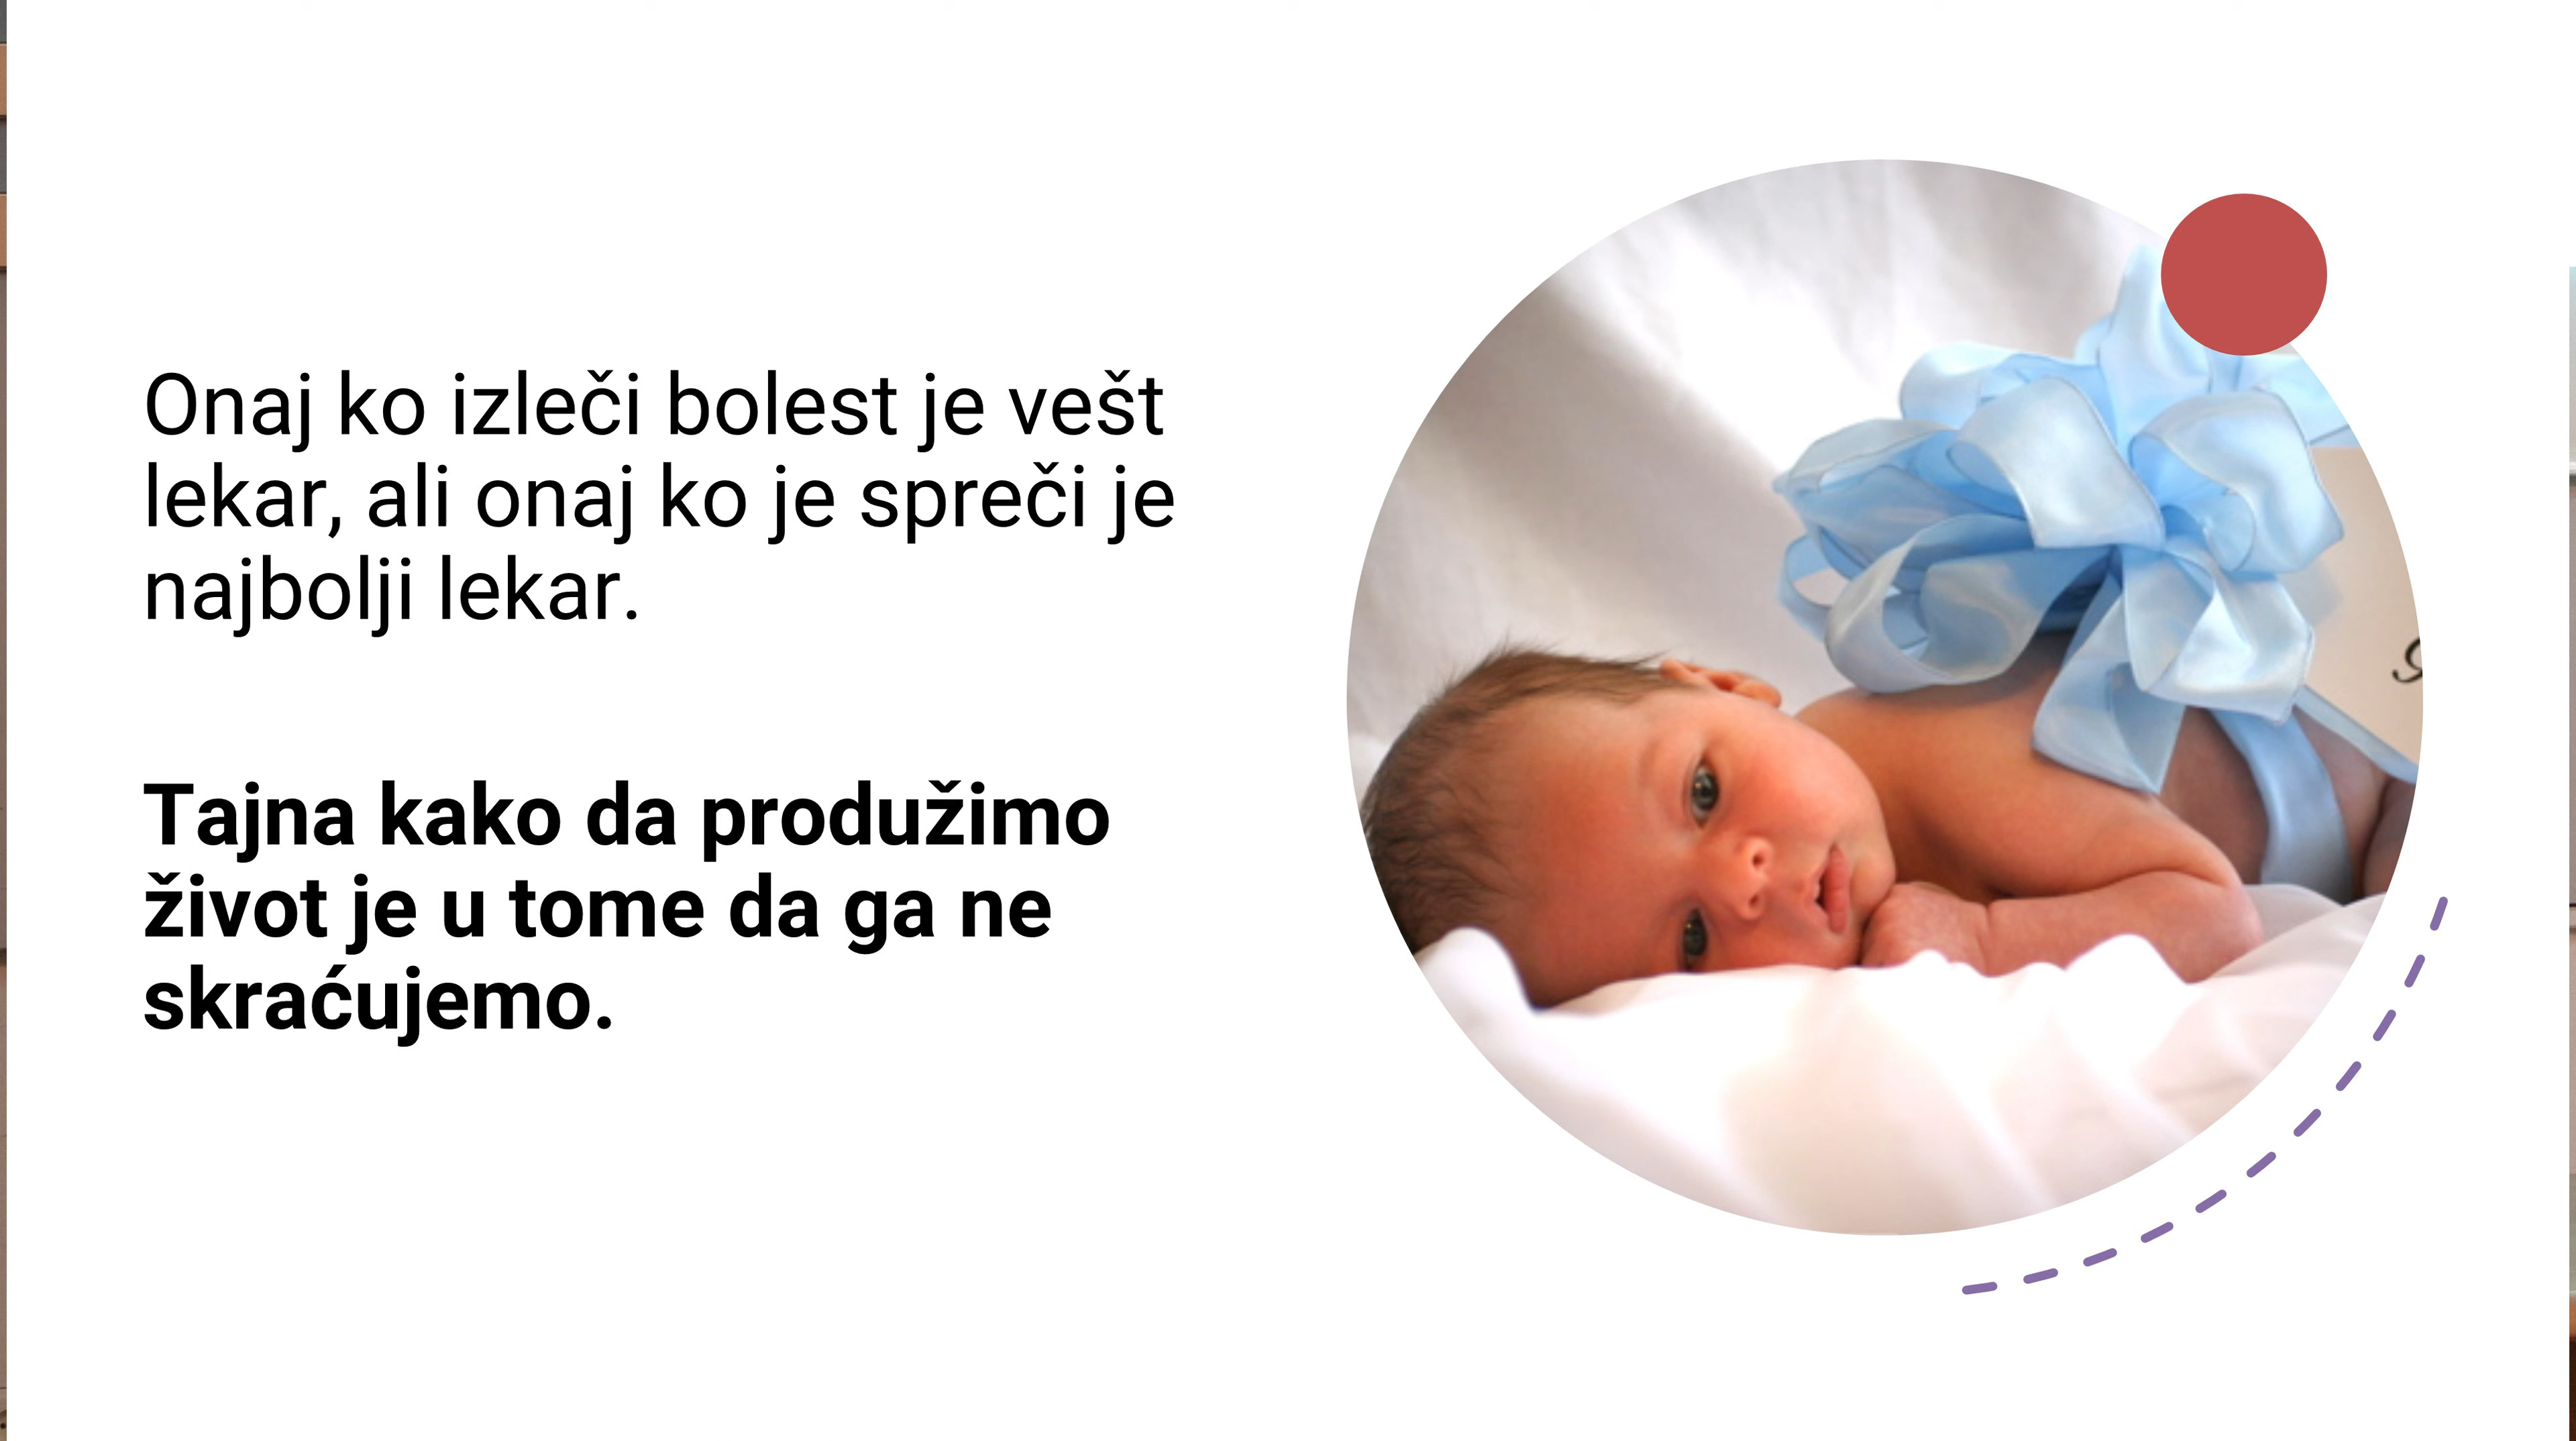 Onaj ko izleči bolest je vešt
lekar, ali onaj ko je spreči je
najbolji lekar.
Tajna kako da produžimo
život je u tome da ga ne
skraćujemo.